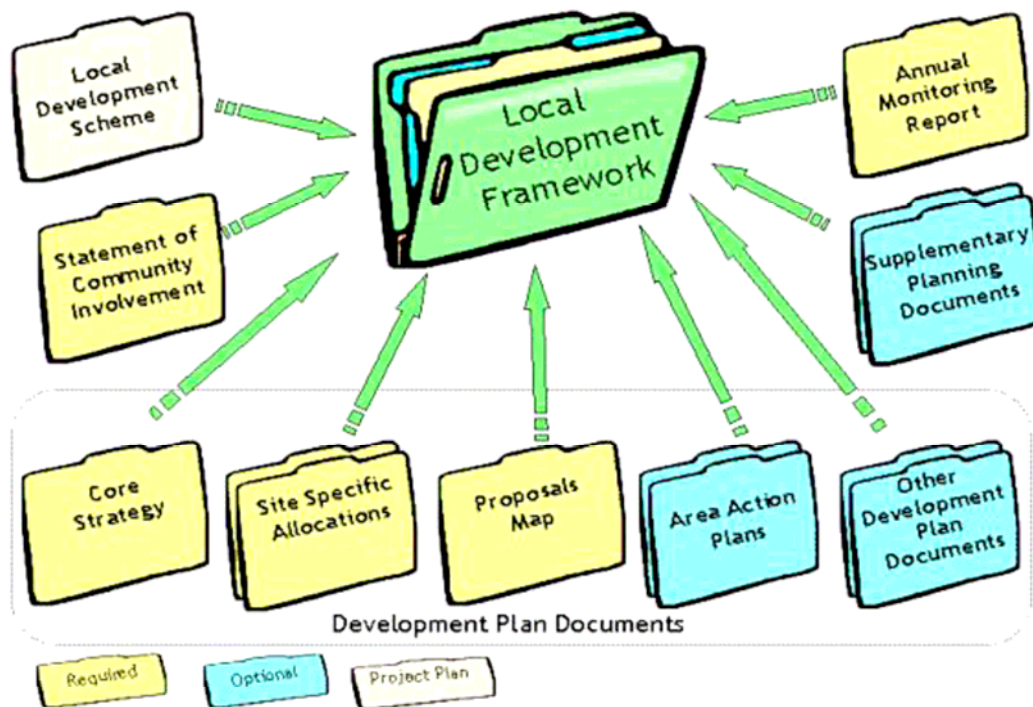 Local
Development
Scheme
Local
Development
Framework
Annual
Monitoring
Report
Statement of
Community
Involvement
Supplementary
Planning
Documents
Core
Strategy
Site Specific
Allocations
Proposals
Map
Area Action
Plans
Other
Development
Plan
Documents
Development Plan Documents
Required
Optional
Project Plan